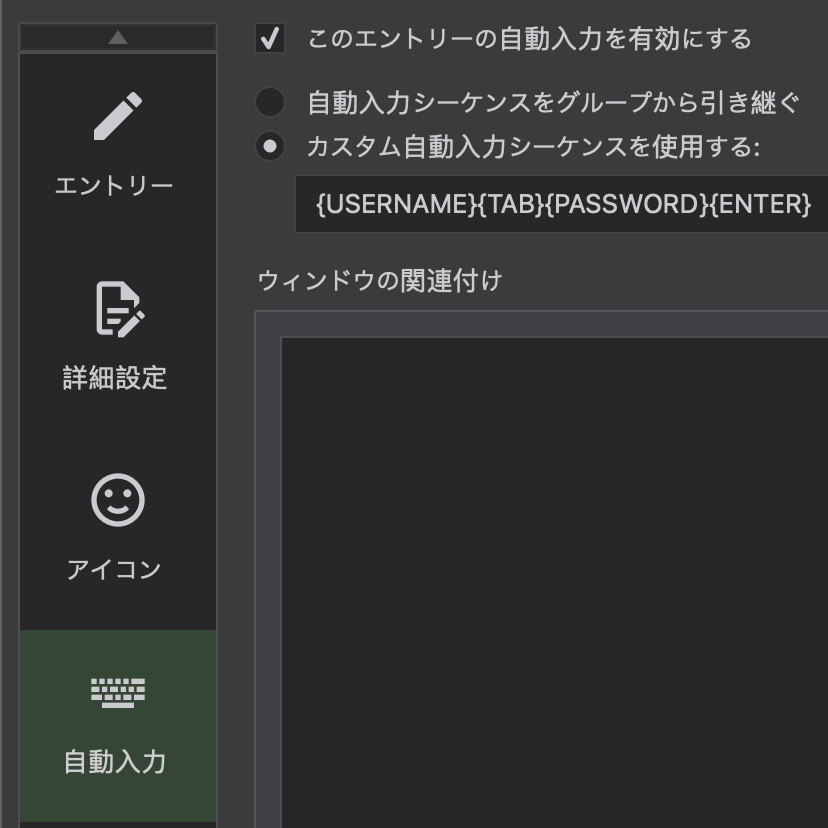 このエントリーの自動入力を有効にする
自動入力シーケンスをグループから引き継ぐ
カスタム自動入力シーケンスを使用する:
{USERNAME}{TAB}{PASSWORD}{ENTER}
ウィンドウの関連付け
エントリー
詳細設定
アイコン
自動入力